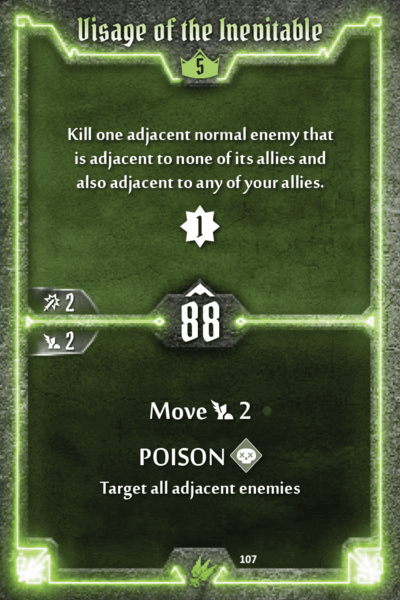 Visage of the Inevitable
5
Kill one adjacent normal enemy that
is adjacent to none of its allies and
also adjacent to any of your allies.
1
2
88
2
Move 2
POISON
Target all adjacent enemies
107